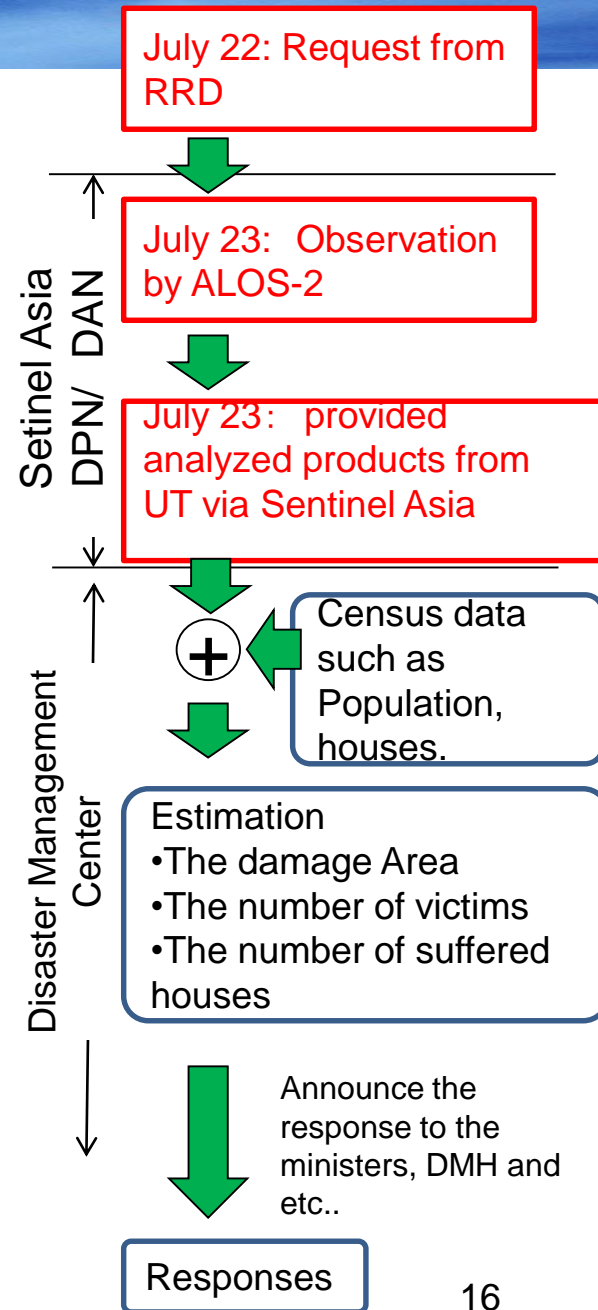 July 22: Request from
RRD
July 23: Observation
by ALOS-2
Setinel Asia
DPN/ DAN
July 23: provided
analyzed products from
UT via Sentinel Asia
+
Census data
such as
Population,
houses.
Disaster Management
Center
Estimation
•The damage Area
•The number of victims
•The number of suffered
houses
Announce the
response to the
ministers, DMH and
etc..
Responses
16